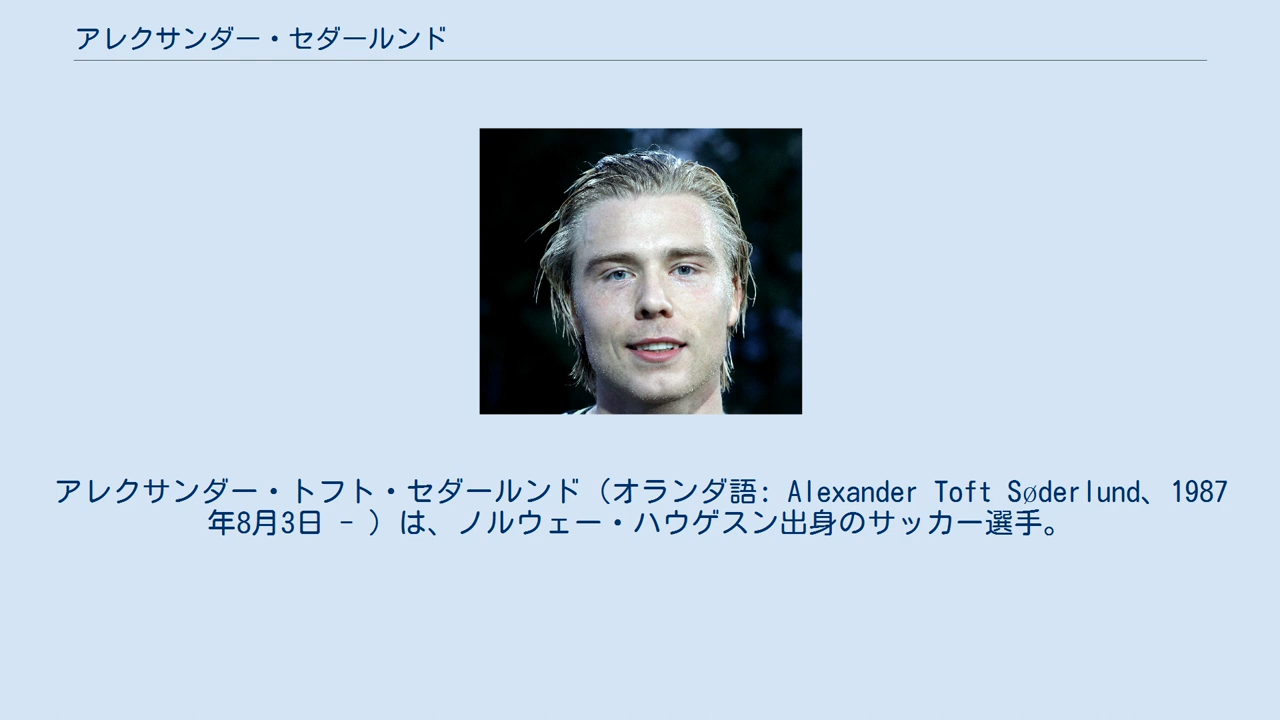 アレクサンダー・セダールンド
アレクサンダー・トフト・セダールンド（オランダ語: Alexander Toft Søderlund、1987
年8月3日 - ）は、ノルウェー・ハウゲスン出身のサッカー選手。